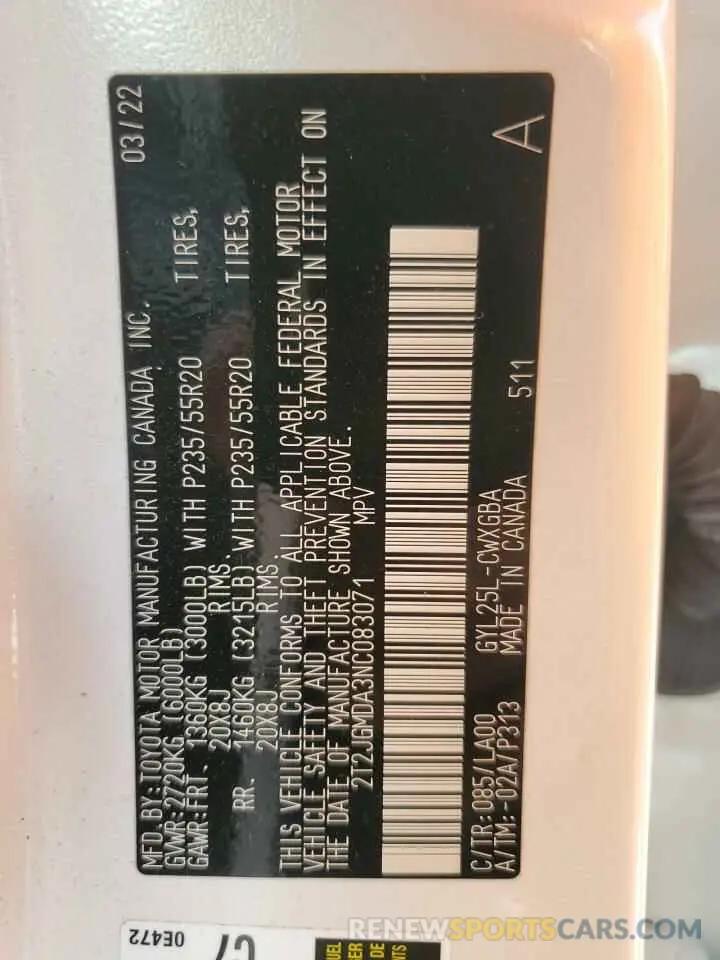 MFD.BY:TOYOTA MOTOR MANUFACTURING CANADA INC. 03/22
GVWR:2720KG (6000LB)
GAWR:FRT. 1360KG (3000LB) WITH P235/55R20 TIRES,
20X8J RIMS,
RR. 1460KG (3215LB) WITH P235/55R20 TIRES,
20X8J RIMS.
THIS VEHICLE CONFORMS TO ALL APPLICABLE FEDERAL MOTOR
VEHICLE SAFETY AND THEFT PREVENTION STANDARDS IN EFFECT ON
THE DATE OF MANUFACTURE SHOWN ABOVE.
2T2JGMDA3NC083071 MPV
C/TR:085/LA00 GYL25L-CWXGBA
A/TM:-02A/P313 MADE IN CANADA 511 A
0E472
RENEWSPORTSCARS.COM